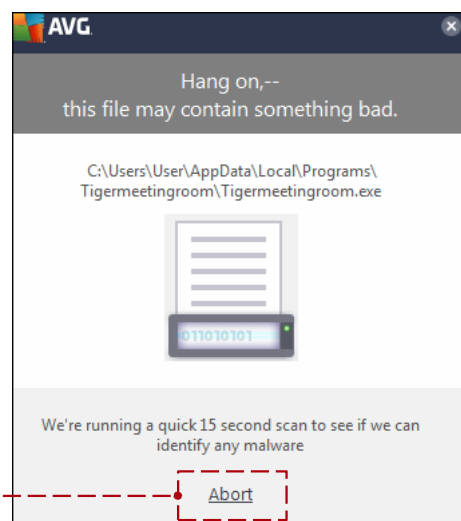 AVG.
Hang on,--
this file may contain something bad.
C:\Users\User\AppData\Local\Programs\
Tigermeetingroom\Tigermeetingroom.exe
011010101
We're running a quick 15 second scan to see if we can
identify any malware
Abort